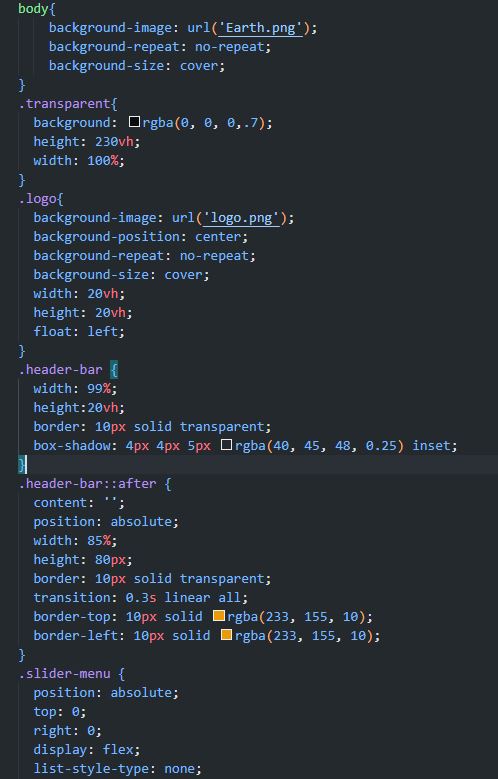 body{
background-image: url('Earth.png');
background-repeat: no-repeat;
background-size: cover;
}
.transparent{
background: rgba(0, 0, 0,.7);
height: 230vh;
width: 100%;
}
.logo{
background-image: url('logo.png');
background-position: center;
background-repeat: no-repeat;
background-size: cover;
width: 20vh;
height: 20vh;
float: left;
}
.header-bar {
width: 99%;
height:20vh;
border: 10px solid transparent;
box-shadow: 4px 4px 5px rgba(40, 45, 48, 0.25) inset;
}
.header-bar::after {
content: '';
position: absolute;
width: 85%;
height: 80px;
border: 10px solid transparent;
transition: 0.3s linear all;
border-top: 10px solid rgba(233, 155, 10);
border-left: 10px solid rgba(233, 155, 10);
}
.slider-menu {
position: absolute;
top: 0;
right: 0;
display: flex;
list-style-type: none;